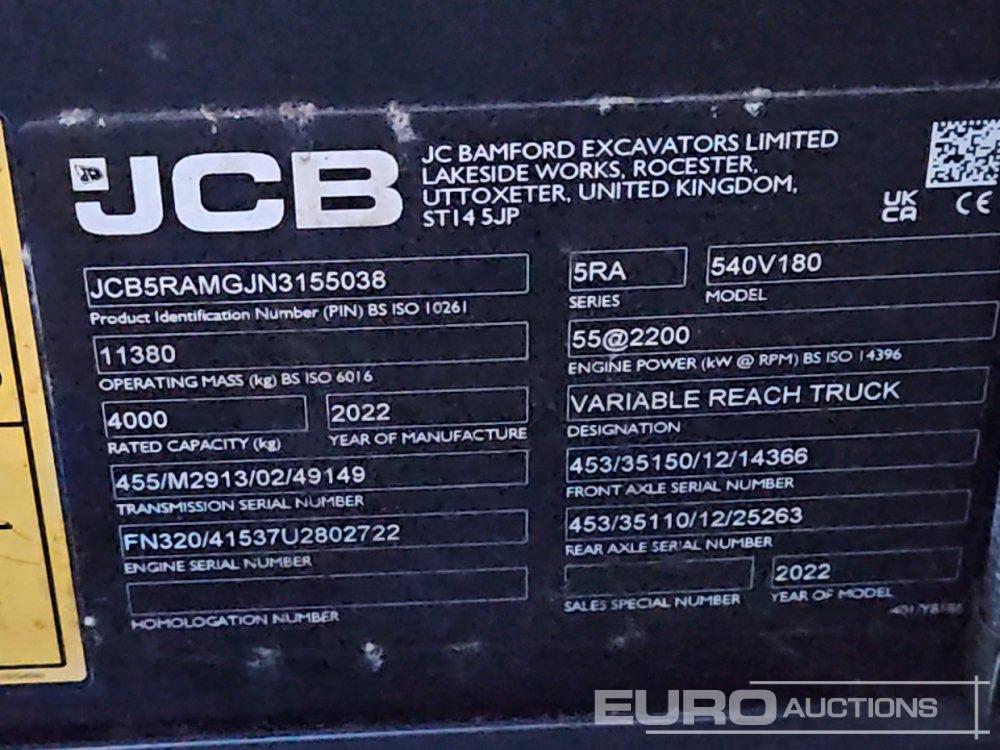 JCB
JC BAMFORD EXCAVATORS LIMITED
LAKESIDE WORKS, ROCESTER,
UTTOXETER, UNITED KINGDOM,
ST14 5JP
UK
CA
CE
JCB5RAMGJN3155038
Product Identification Number (PIN) BS ISO 10261
5RA
SERIES
540V180
MODEL
11380
OPERATING MASS (kg) BS ISO 6016
55@2200
ENGINE POWER (kW @ RPM) BS ISO 14396
4000
RATED CAPACITY (kg)
2022
YEAR OF MANUFACTURE
VARIABLE REACH TRUCK
DESIGNATION
455/M2913/02/49149
TRANSMISSION SERIAL NUMBER
453/35150/12/14366
FRONT AXLE SERIAL NUMBER
FN320/41537U2802722
ENGINE SERIAL NUMBER
453/35110/12/25263
REAR AXLE SERIAL NUMBER
HOMOLOGATION NUMBER
SALES SPECIAL NUMBER
2022
YEAR OF MODEL
EURO AUCTIONS